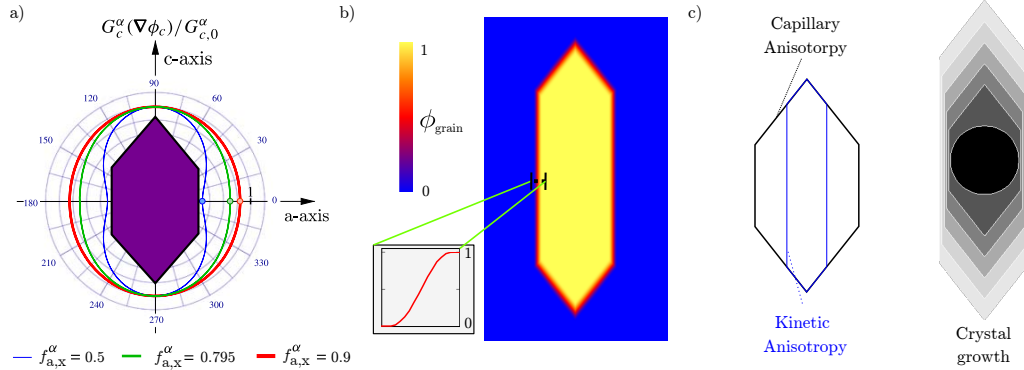 a)
G_c^α(∇ϕ_c)/G_{c,0}^α
c-axis
90
120
60
150
30
−180
0
a-axis
1
210
330
240
300
270
f_{a,x}^α = 0.5
f_{a,x}^α = 0.795
f_{a,x}^α = 0.9
b)
1
ϕ_grain
0
1
0
c)
Capillary
Anisotorpy
Kinetic
Anisotropy
Crystal
growth